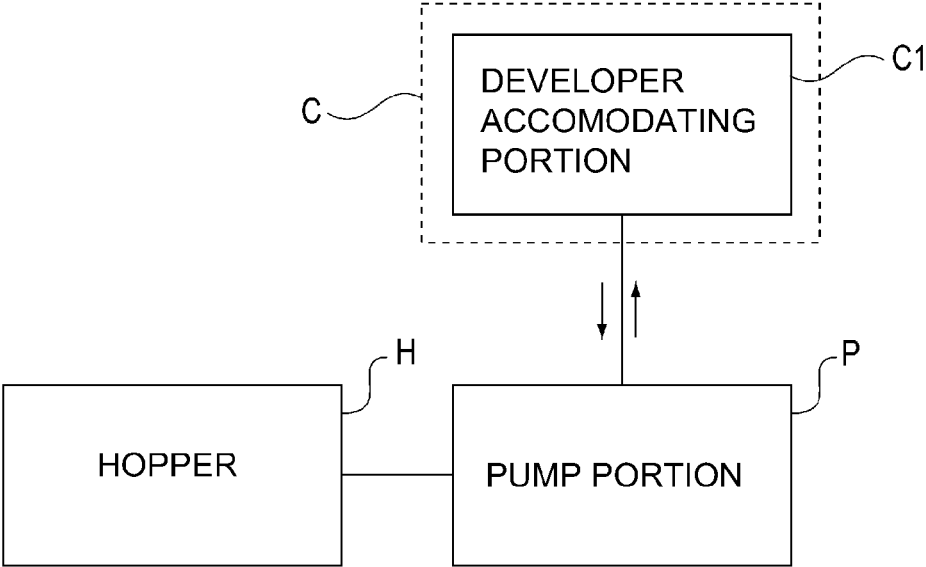 C1
C
DEVELOPER
ACCOMODATING
PORTION
H
P
HOPPER
PUMP PORTION